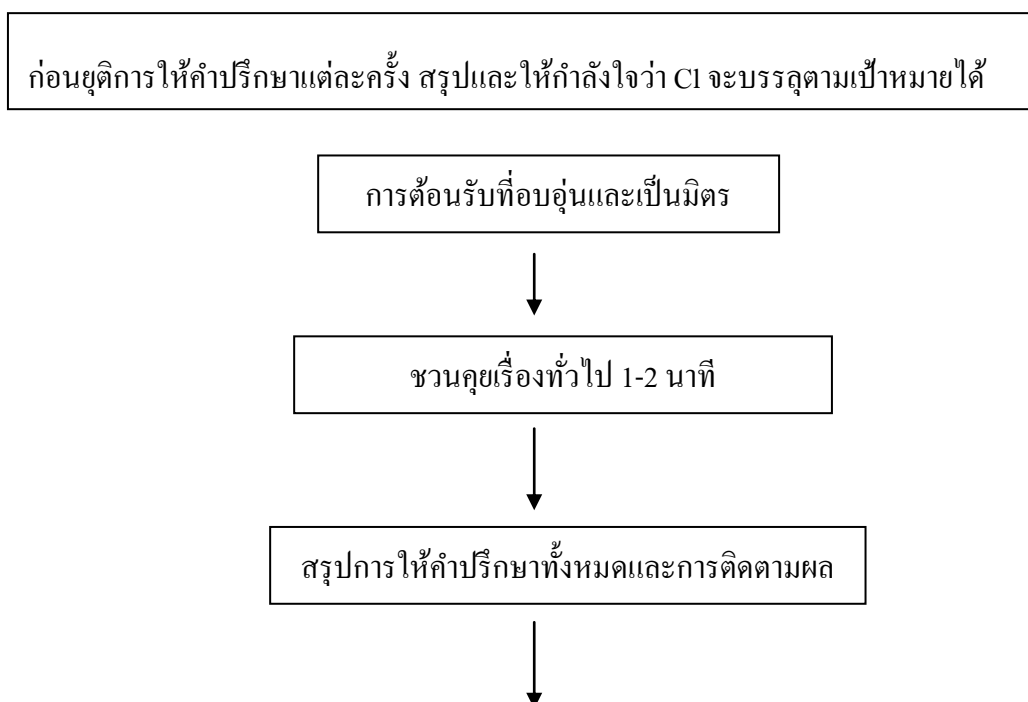 ก่อนยุติการให้คำปรึกษาแต่ละครั้ง สรุปและให้กำลังใจว่า Cl จะบรรลุตามเป้าหมายได้
การต้อนรับที่อบอุ่นและเป็นมิตร
ชวนคุยเรื่องทั่วไป 1-2 นาที
สรุปการให้คำปรึกษาทั้งหมดและการติดตามผล